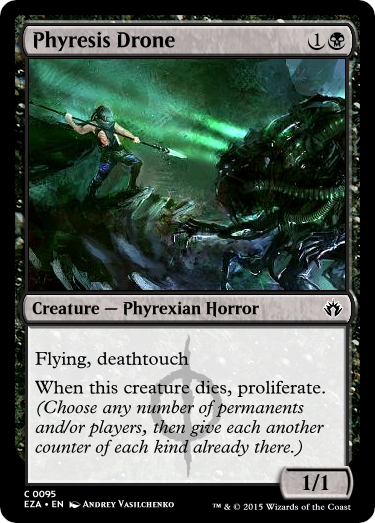 Phyresis Drone 1
Creature — Phyrexian Horror
Flying, deathtouch
When this creature dies, proliferate.
(Choose any number of permanents
and/or players, then give each another
counter of each kind already there.)
1/1
C 0095
EZA • EN Andrey Vasilchenko
™ & © 2015 Wizards of the Coast